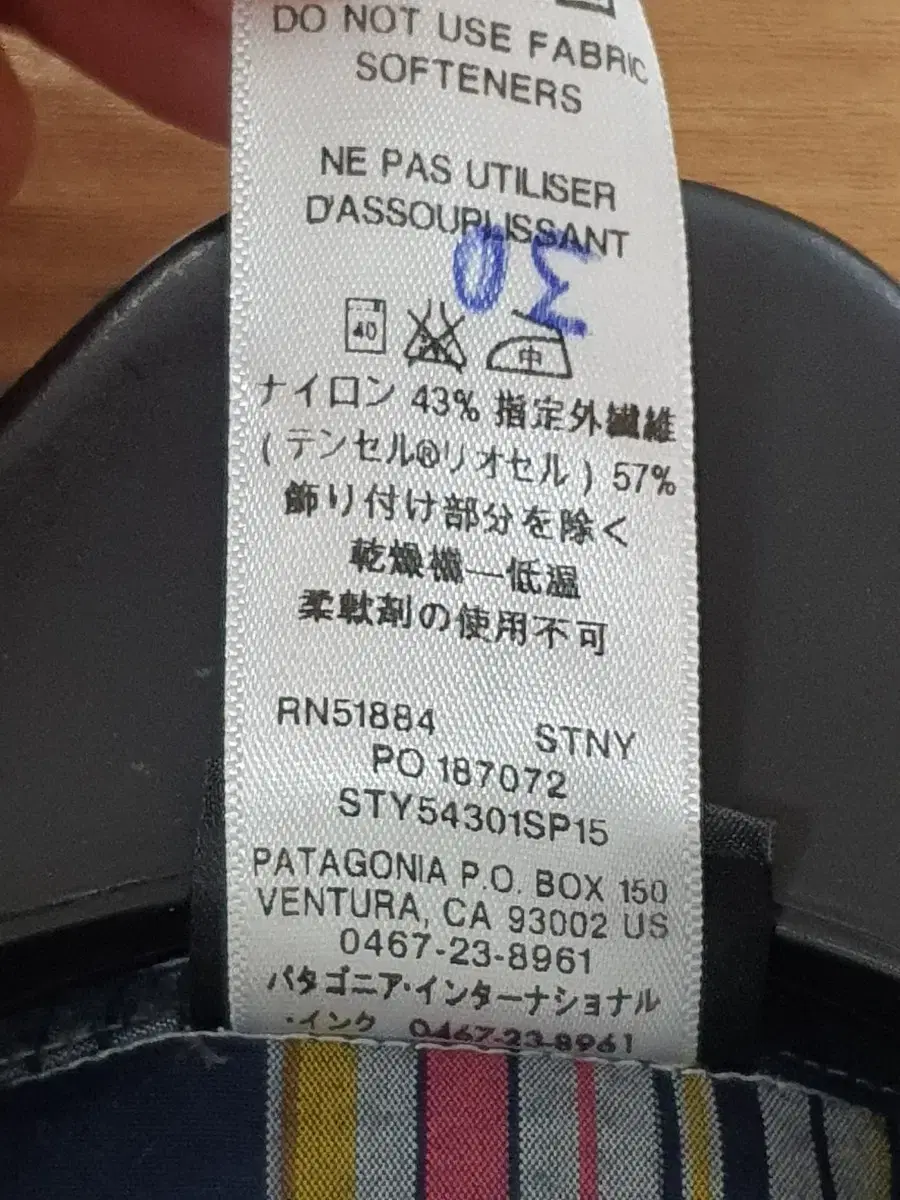 DO NOT USE FABRIC
SOFTENERS
NE PAS UTILISER
D'ASSOUPLISSANT
30
40
中
ナイロン 43% 指定外繊維
(テンセル®リオセル) 57%
飾り付け部分を除く
乾燥機—低温
柔軟剤の使用不可
RN51884 STNY
PO 187072
STY54301SP15
PATAGONIA P.O. BOX 150
VENTURA, CA 93002 US
0467-23-8961
パタゴニア・インターナショナル
・インク 0467-23-8961